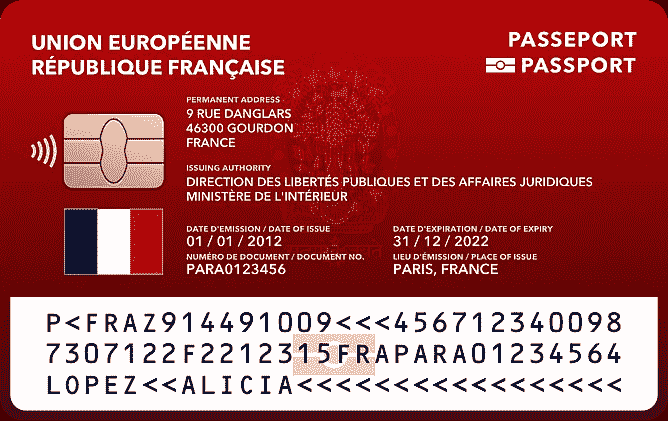 UNION EUROPÉENNE
RÉPUBLIQUE FRANÇAISE
PASSEPORT
PASSPORT
PERMANENT ADDRESS
9 RUE DANGLARS
46300 GOURDON
FRANCE
ISSUING AUTHORITY
DIRECTION DES LIBERTÉS PUBLIQUES ET DES AFFAIRES JURIDIQUES
MINISTÈRE DE L'INTÉRIEUR
DATE D'EMISSION / DATE OF ISSUE
01 / 01 / 2012
DATE D'EXPIRATION / DATE OF EXPIRY
31 / 12 / 2022
NUMÉRO DE DOCUMENT / DOCUMENT NO.
PARA0123456
LIEU D'ÉMISSION / PLACE OF ISSUE
PARIS, FRANCE
P<FRAZ914491009<<<456712340098
7307122F2212315FRAPARA01234564
LOPEZ<<ALICIA<<<<<<<<<<<<<<<<<